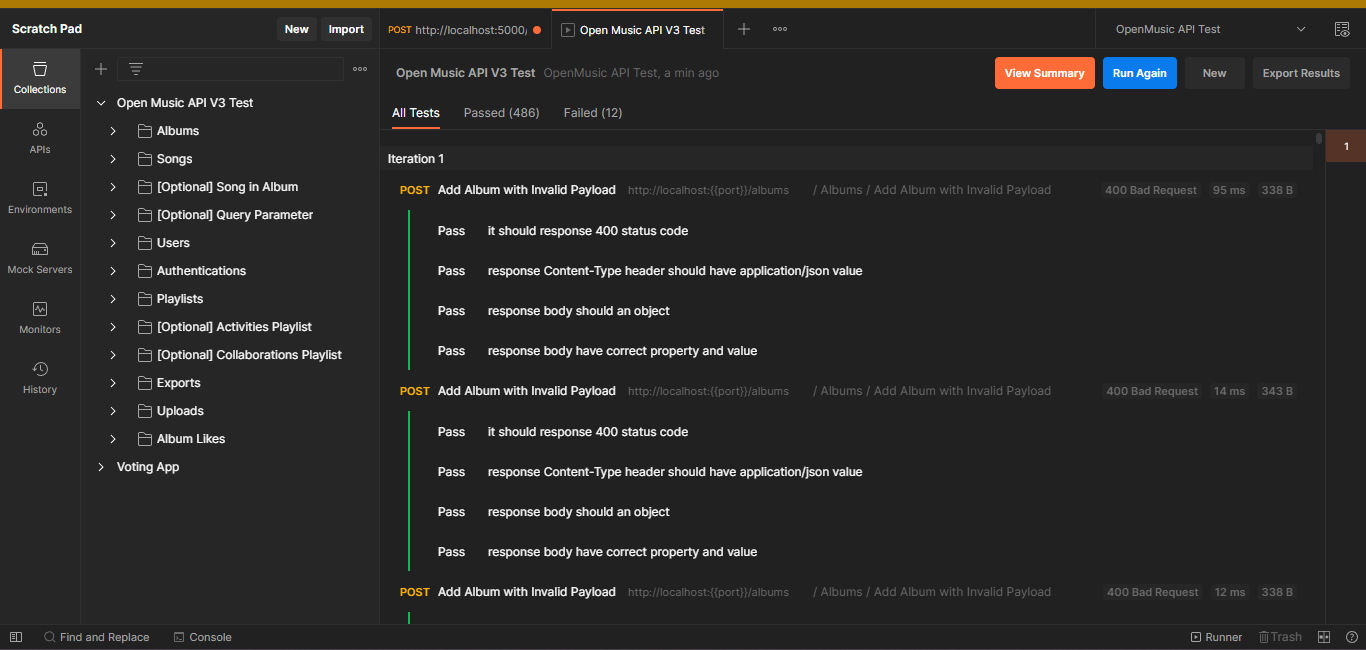 Scratch Pad
New
Import
POST http://localhost:5000/
Open Music API V3 Test
OpenMusic API Test
Collections
APIs
Environments
Mock Servers
Monitors
History
Open Music API V3 Test
Albums
Songs
[Optional] Song in Album
[Optional] Query Parameter
Users
Authentications
Playlists
[Optional] Activities Playlist
[Optional] Collaborations Playlist
Exports
Uploads
Album Likes
Voting App
Open Music API V3 Test OpenMusic API Test, a min ago
View Summary
Run Again
New
Export Results
All Tests
Passed (486)
Failed (12)
Iteration 1
1
POST Add Album with Invalid Payload http://localhost:{{port}}/albums / Albums / Add Album with Invalid Payload 400 Bad Request 95 ms 338 B
Pass it should response 400 status code
Pass response Content-Type header should have application/json value
Pass response body should an object
Pass response body have correct property and value
POST Add Album with Invalid Payload http://localhost:{{port}}/albums / Albums / Add Album with Invalid Payload 400 Bad Request 14 ms 343 B
Pass it should response 400 status code
Pass response Content-Type header should have application/json value
Pass response body should an object
Pass response body have correct property and value
POST Add Album with Invalid Payload http://localhost:{{port}}/albums / Albums / Add Album with Invalid Payload 400 Bad Request 12 ms 338 B
Find and Replace
Console
Runner
Trash